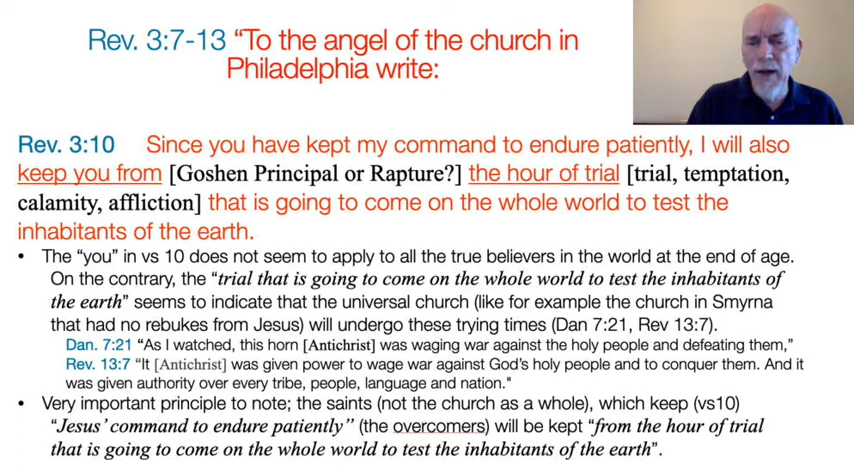 Rev. 3:7-13 “To the angel of the church in
Philadelphia write:
Rev. 3:10 Since you have kept my command to endure patiently, I will also
keep you from [Goshen Principal or Rapture?] the hour of trial [trial, temptation,
calamity, affliction] that is going to come on the whole world to test the
inhabitants of the earth.
• The “you” in vs 10 does not seem to apply to all the true believers in the world at the end of age.
On the contrary, the “trial that is going to come on the whole world to test the inhabitants of
the earth” seems to indicate that the universal church (like for example the church in Smyrna
that had no rebukes from Jesus) will undergo these trying times (Dan 7:21, Rev 13:7).
Dan. 7:21 “As I watched, this horn [Antichrist] was waging war against the holy people and defeating them,”
Rev. 13:7 “It [Antichrist] was given power to wage war against God’s holy people and to conquer them. And it
was given authority over every tribe, people, language and nation."
• Very important principle to note; the saints (not the church as a whole), which keep (vs10)
“Jesus’ command to endure patiently” (the overcomers) will be kept “from the hour of trial
that is going to come on the whole world to test the inhabitants of the earth”.